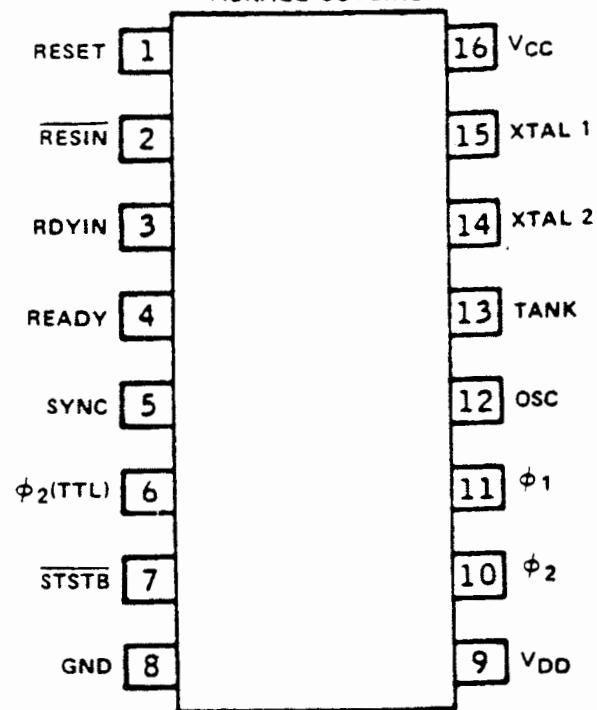 RESET 1 16 VCC
RESIN 2 15 XTAL 1
RDYIN 3 14 XTAL 2
READY 4 13 TANK
SYNC 5 12 OSC
ϕ2(TTL) 6 11 ϕ1
STSTB 7 10 ϕ2
GND 8 9 VDD